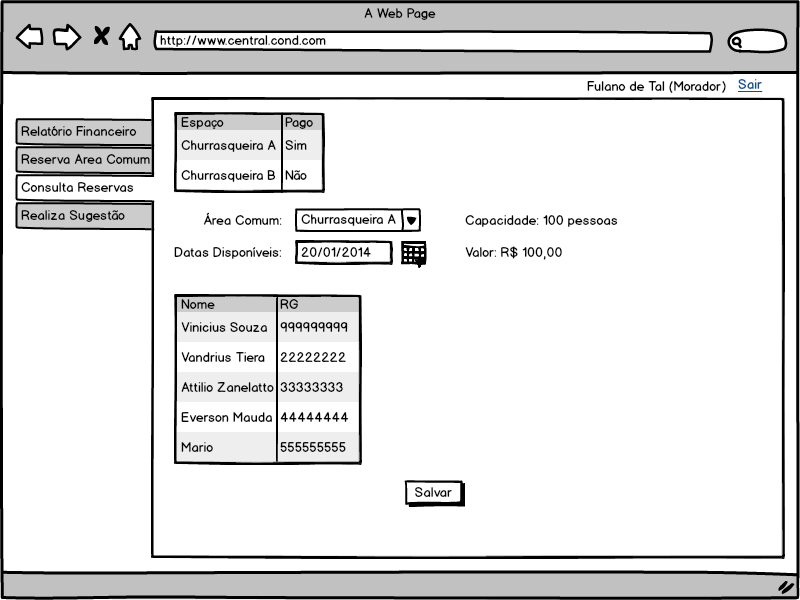 A Web Page
http://www.central.cond.com
Fulano de Tal (Morador) Sair
Relatório Financeiro
Reserva Area Comum
Consulta Reservas
Realiza Sugestão
Espaço Pago
Churrasqueira A Sim
Churrasqueira B Não
Área Comum: Churrasqueira A Capacidade: 100 pessoas
Datas Disponíveis: 20/01/2014 Valor: R$ 100,00
Nome RG
Vinicius Souza 999999999
Vandrius Tiera 22222222
Attilio Zanelatto 33333333
Everson Mauda 44444444
Mario 555555555
Salvar